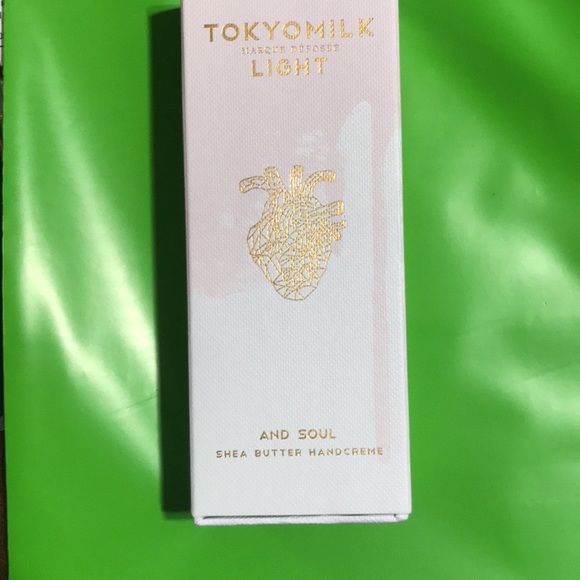 TOKYOMILK
MARQUE DÉPOSÉE
LIGHT
AND SOUL
SHEA BUTTER HANDCREME